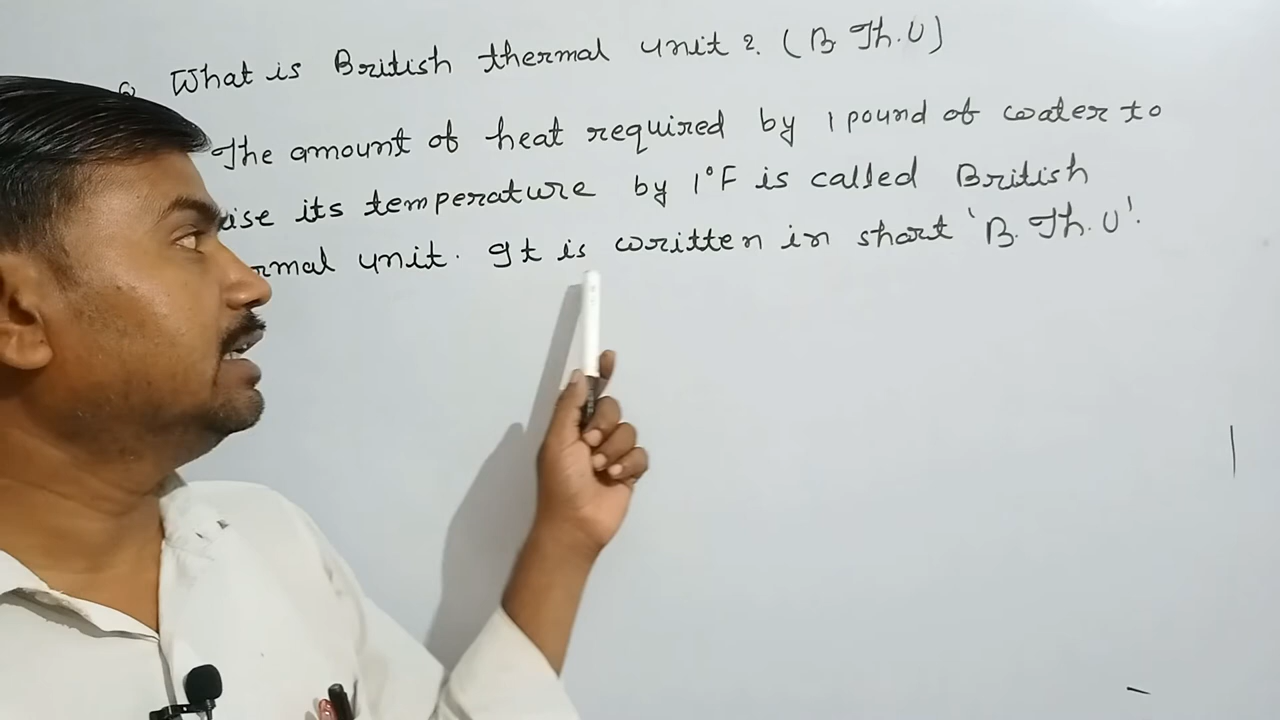 Q What is British thermal unit ?. (B Th.U)
The amount of heat required by 1 pound of water to
aise its temperature by 1°F is called British
rmal unit. It is written in short 'B.Th.U'.